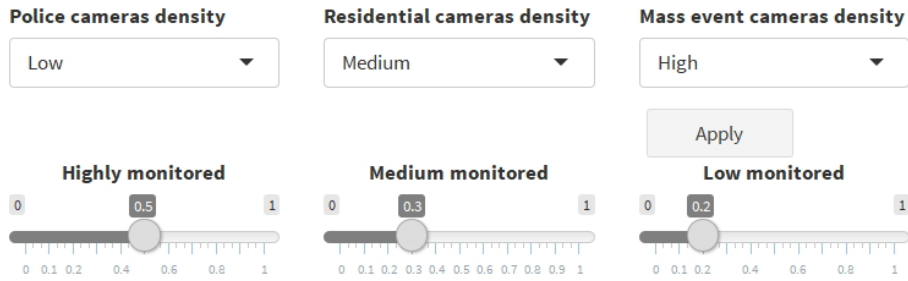 Police cameras density Residential cameras density Mass event cameras density
Low Medium High
Apply
Highly monitored Medium monitored Low monitored
0 0.5 1 0 0.3 1 0 0.2 1
0 0.1 0.2 0.4 0.6 0.8 1 0 0.1 0.2 0.3 0.4 0.5 0.6 0.7 0.8 0.9 1 0 0.1 0.2 0.4 0.6 0.8 1